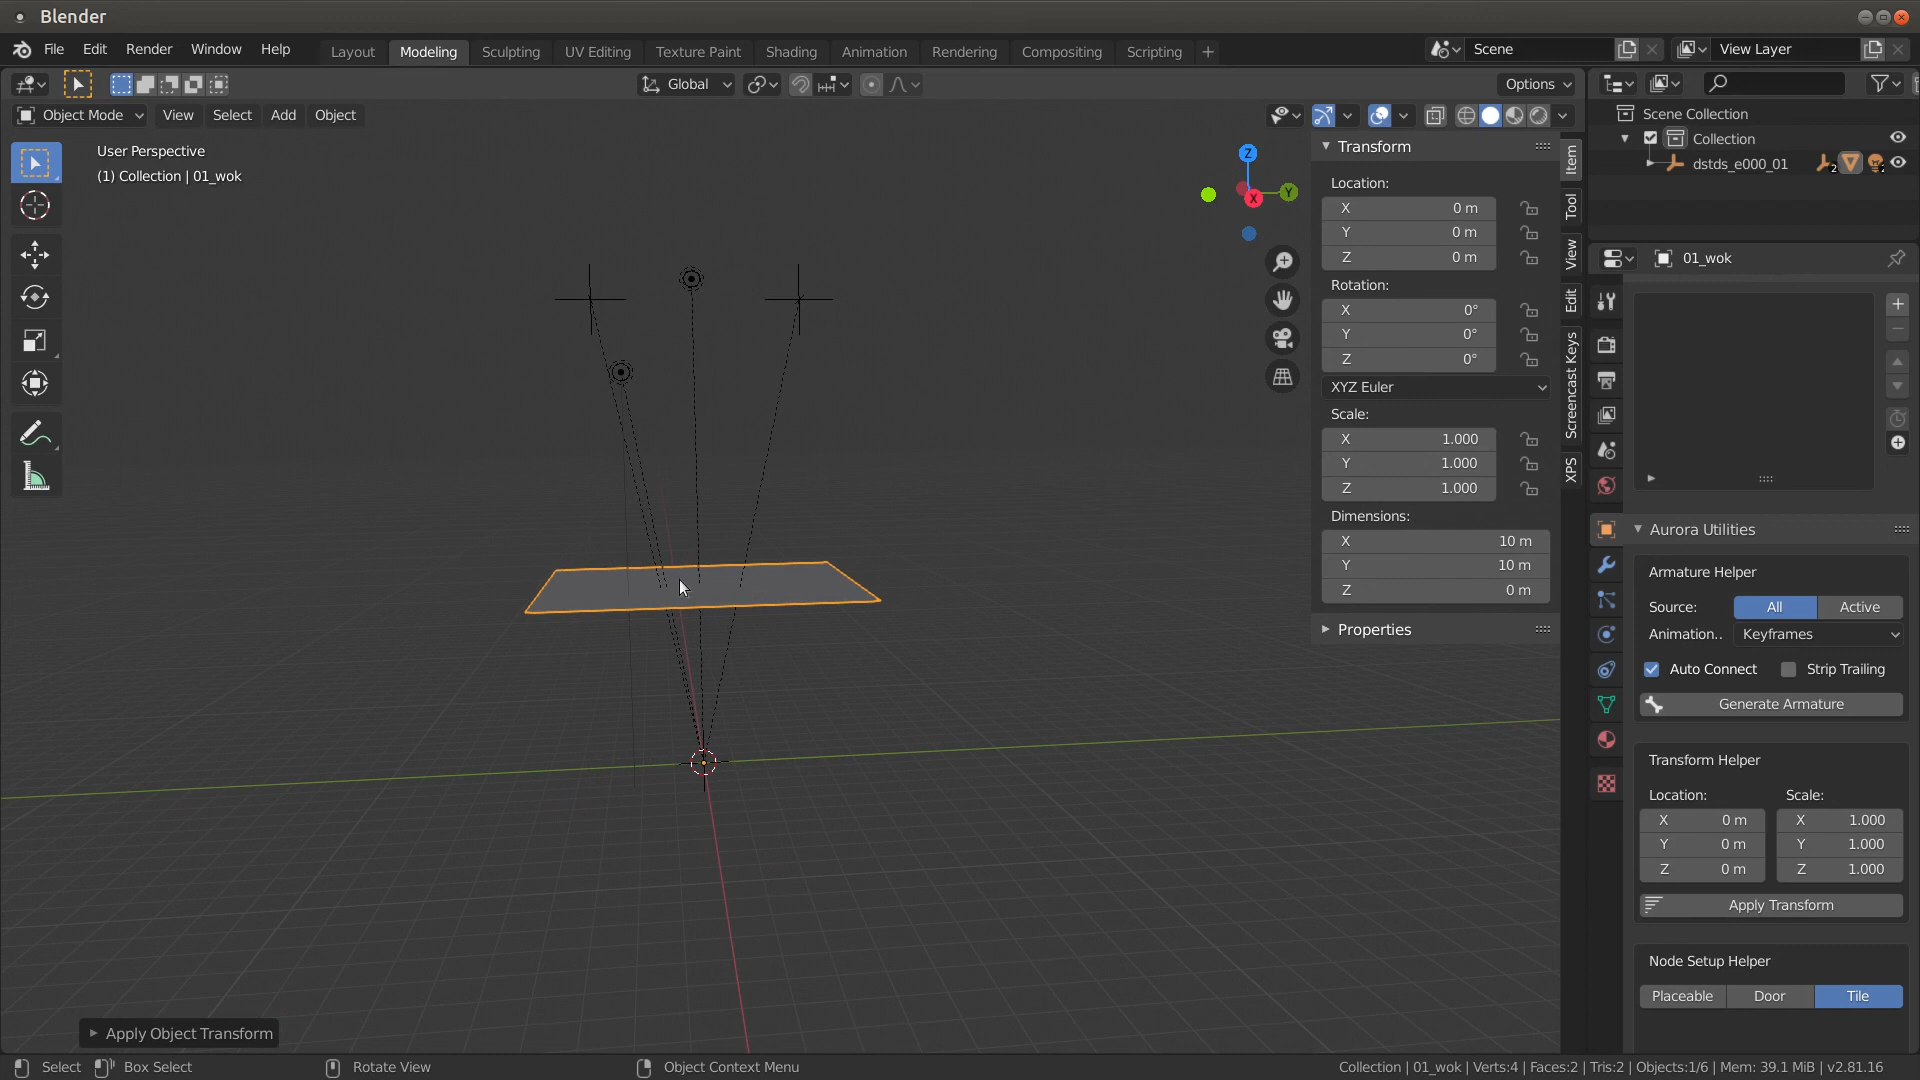 Blender
File Edit Render Window Help
Layout Modeling Sculpting UV Editing Texture Paint Shading Animation Rendering Compositing Scripting +
Scene
View Layer
Global
Options
Object Mode View Select Add Object
User Perspective
(1) Collection | 01_wok
Z
Y
X
Transform
Location:
X 0 m
Y 0 m
Z 0 m
Rotation:
X 0°
Y 0°
Z 0°
XYZ Euler
Scale:
X 1.000
Y 1.000
Z 1.000
Dimensions:
X 10 m
Y 10 m
Z 0 m
Properties
Item
Tool
View
Edit
Screencast Keys
XPS
Scene Collection
Collection
dstds_e000_01
2
2
01_wok
Aurora Utilities
Armature Helper
Source: All Active
Animation.. Keyframes
Auto Connect Strip Trailing
Generate Armature
Transform Helper
Location: Scale:
X 0 m X 1.000
Y 0 m Y 1.000
Z 0 m Z 1.000
Apply Transform
Node Setup Helper
Placeable Door Tile
Apply Object Transform
Select Box Select Rotate View Object Context Menu
Collection | 01_wok | Verts:4 | Faces:2 | Tris:2 | Objects:1/6 | Mem: 39.1 MiB | v2.81.16